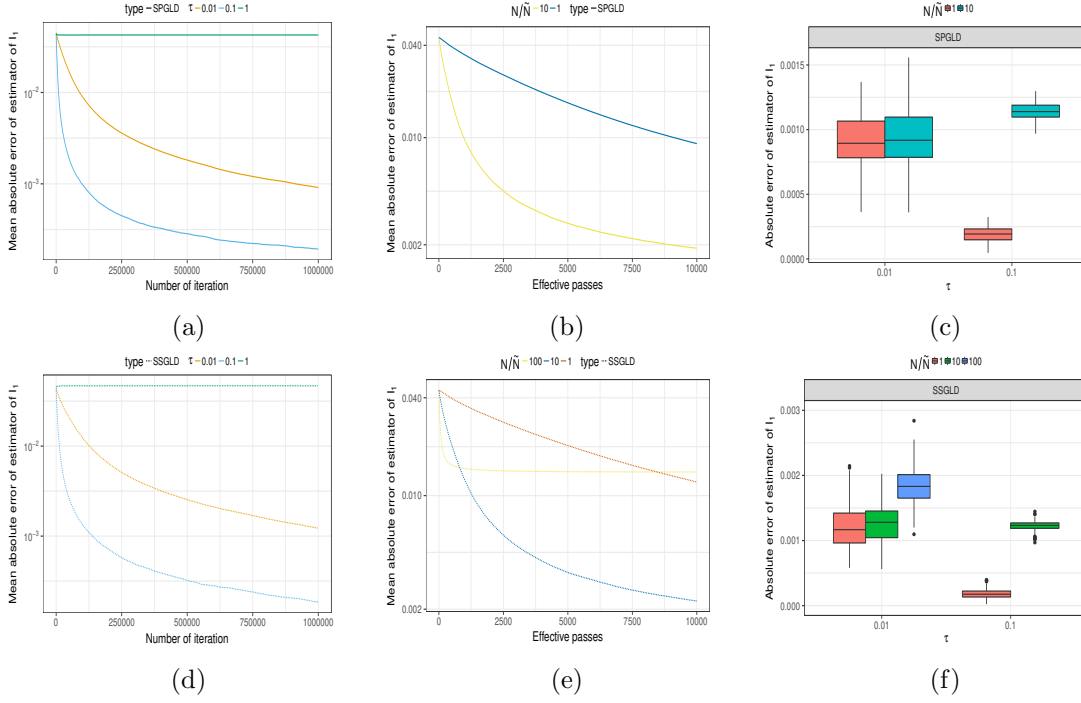 type SPGLD τ 0.01 0.1 1
Mean absolute error of estimator of I₁
10⁻²
10⁻³
0 250000 500000 750000 1000000
Number of iteration
(a)
N/Ñ 10 1 type SPGLD
Mean absolute error of estimator of I₁
0.040
0.010
0.002
0 2500 5000 7500 10000
Effective passes
(b)
N/Ñ 1 10
SPGLD
Absolute error of estimator of I₁
0.0015
0.0010
0.0005
0.0000
0.01 0.1
τ
(c)
type SSGLD τ 0.01 0.1 1
Mean absolute error of estimator of I₁
10⁻²
10⁻³
0 250000 500000 750000 1000000
Number of iteration
(d)
N/Ñ 100 10 1 type SSGLD
Mean absolute error of estimator of I₁
0.040
0.010
0.002
0 2500 5000 7500 10000
Effective passes
(e)
N/Ñ 1 10 100
SSGLD
Absolute error of estimator of I₁
0.003
0.002
0.001
0.000
0.01 0.1
τ
(f)